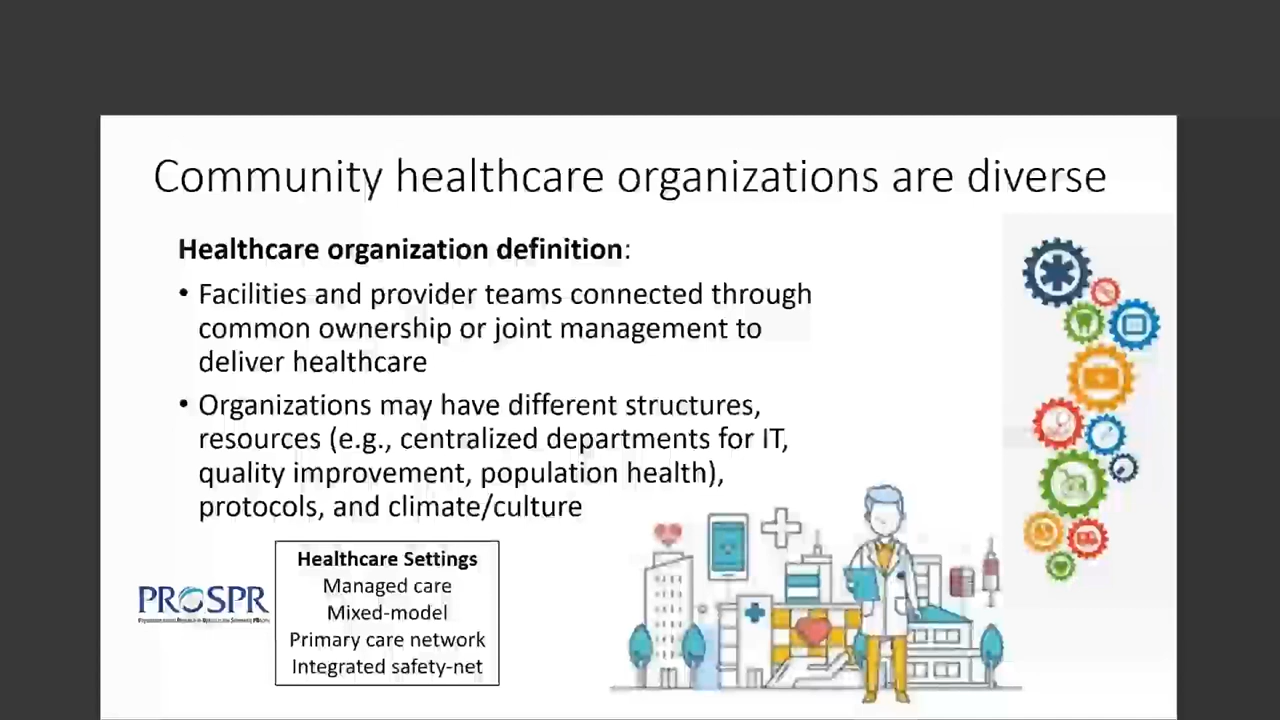 Community healthcare organizations are diverse
Healthcare organization definition:
• Facilities and provider teams connected through
common ownership or joint management to
deliver healthcare
• Organizations may have different structures,
resources (e.g., centralized departments for IT,
quality improvement, population health),
protocols, and climate/culture
Healthcare Settings
Managed care
Mixed-model
Primary care network
Integrated safety-net
PROSPR